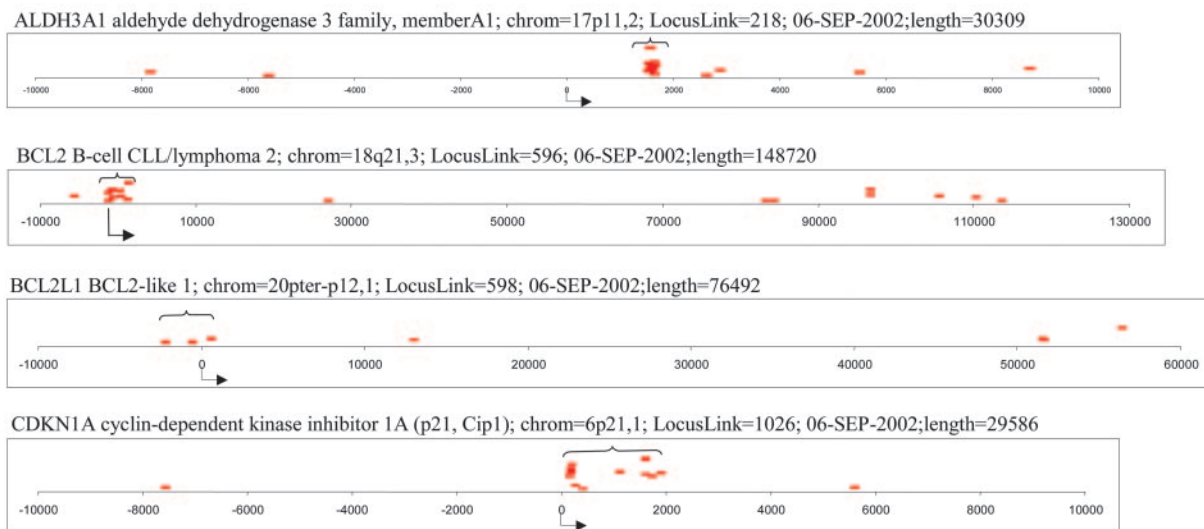 ALDH3A1 aldehyde dehydrogenase 3 family, memberA1; chrom=17p11,2; LocusLink=218; 06-SEP-2002;length=30309
-10000 -8000 -6000 -4000 -2000 0 2000 4000 6000 8000 10000
BCL2 B-cell CLL/lymphoma 2; chrom=18q21,3; LocusLink=596; 06-SEP-2002;length=148720
-10000 10000 30000 50000 70000 90000 110000 130000
BCL2L1 BCL2-like 1; chrom=20pter-p12,1; LocusLink=598; 06-SEP-2002;length=76492
-10000 0 10000 20000 30000 40000 50000 60000
CDKN1A cyclin-dependent kinase inhibitor 1A (p21, Cip1); chrom=6p21,1; LocusLink=1026; 06-SEP-2002;length=29586
-10000 -8000 -6000 -4000 -2000 0 2000 4000 6000 8000 10000